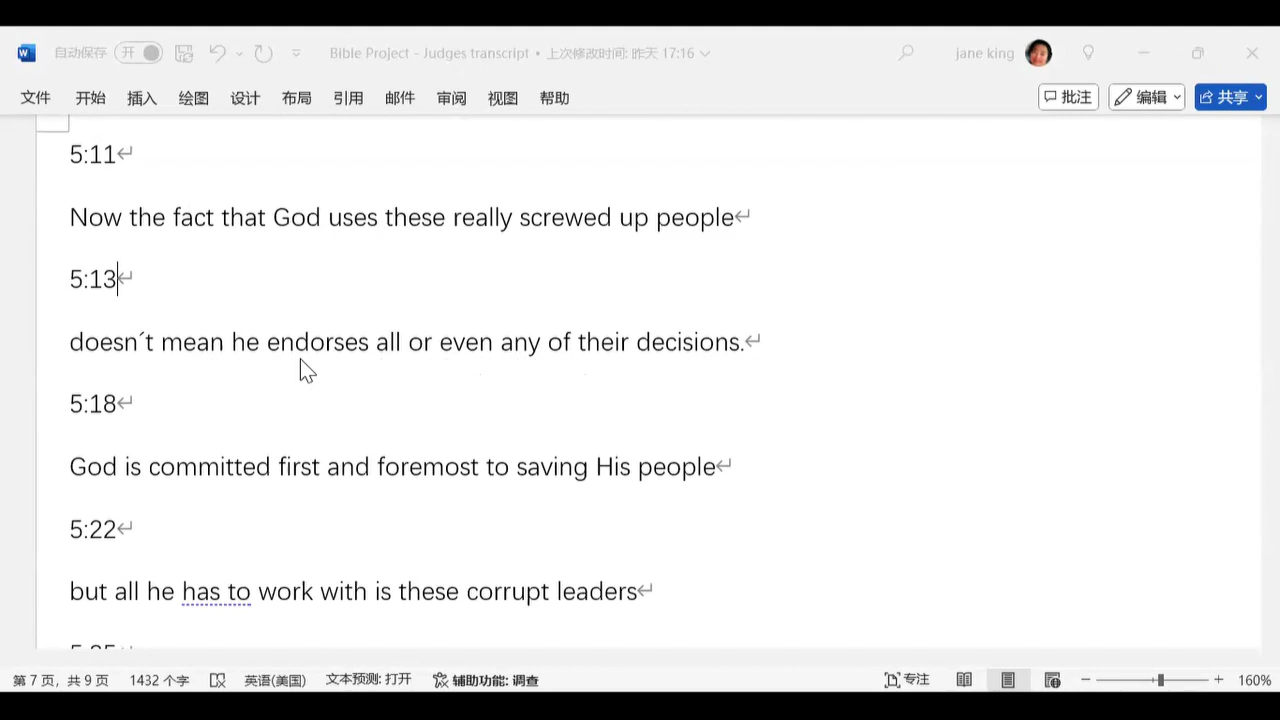 自动保存 开 Bible Project - Judges transcript • 上次修改时间: 昨天 17:16 jane king
文件 开始 插入 绘图 设计 布局 引用 邮件 审阅 视图 帮助 批注 编辑 共享
5:11
Now the fact that God uses these really screwed up people
5:13
doesn´t mean he endorses all or even any of their decisions.
5:18
God is committed first and foremost to saving His people
5:22
but all he has to work with is these corrupt leaders
第 7 页，共 9 页 1432 个字 英语(美国) 文本预测: 打开 辅助功能: 调查 专注 160%